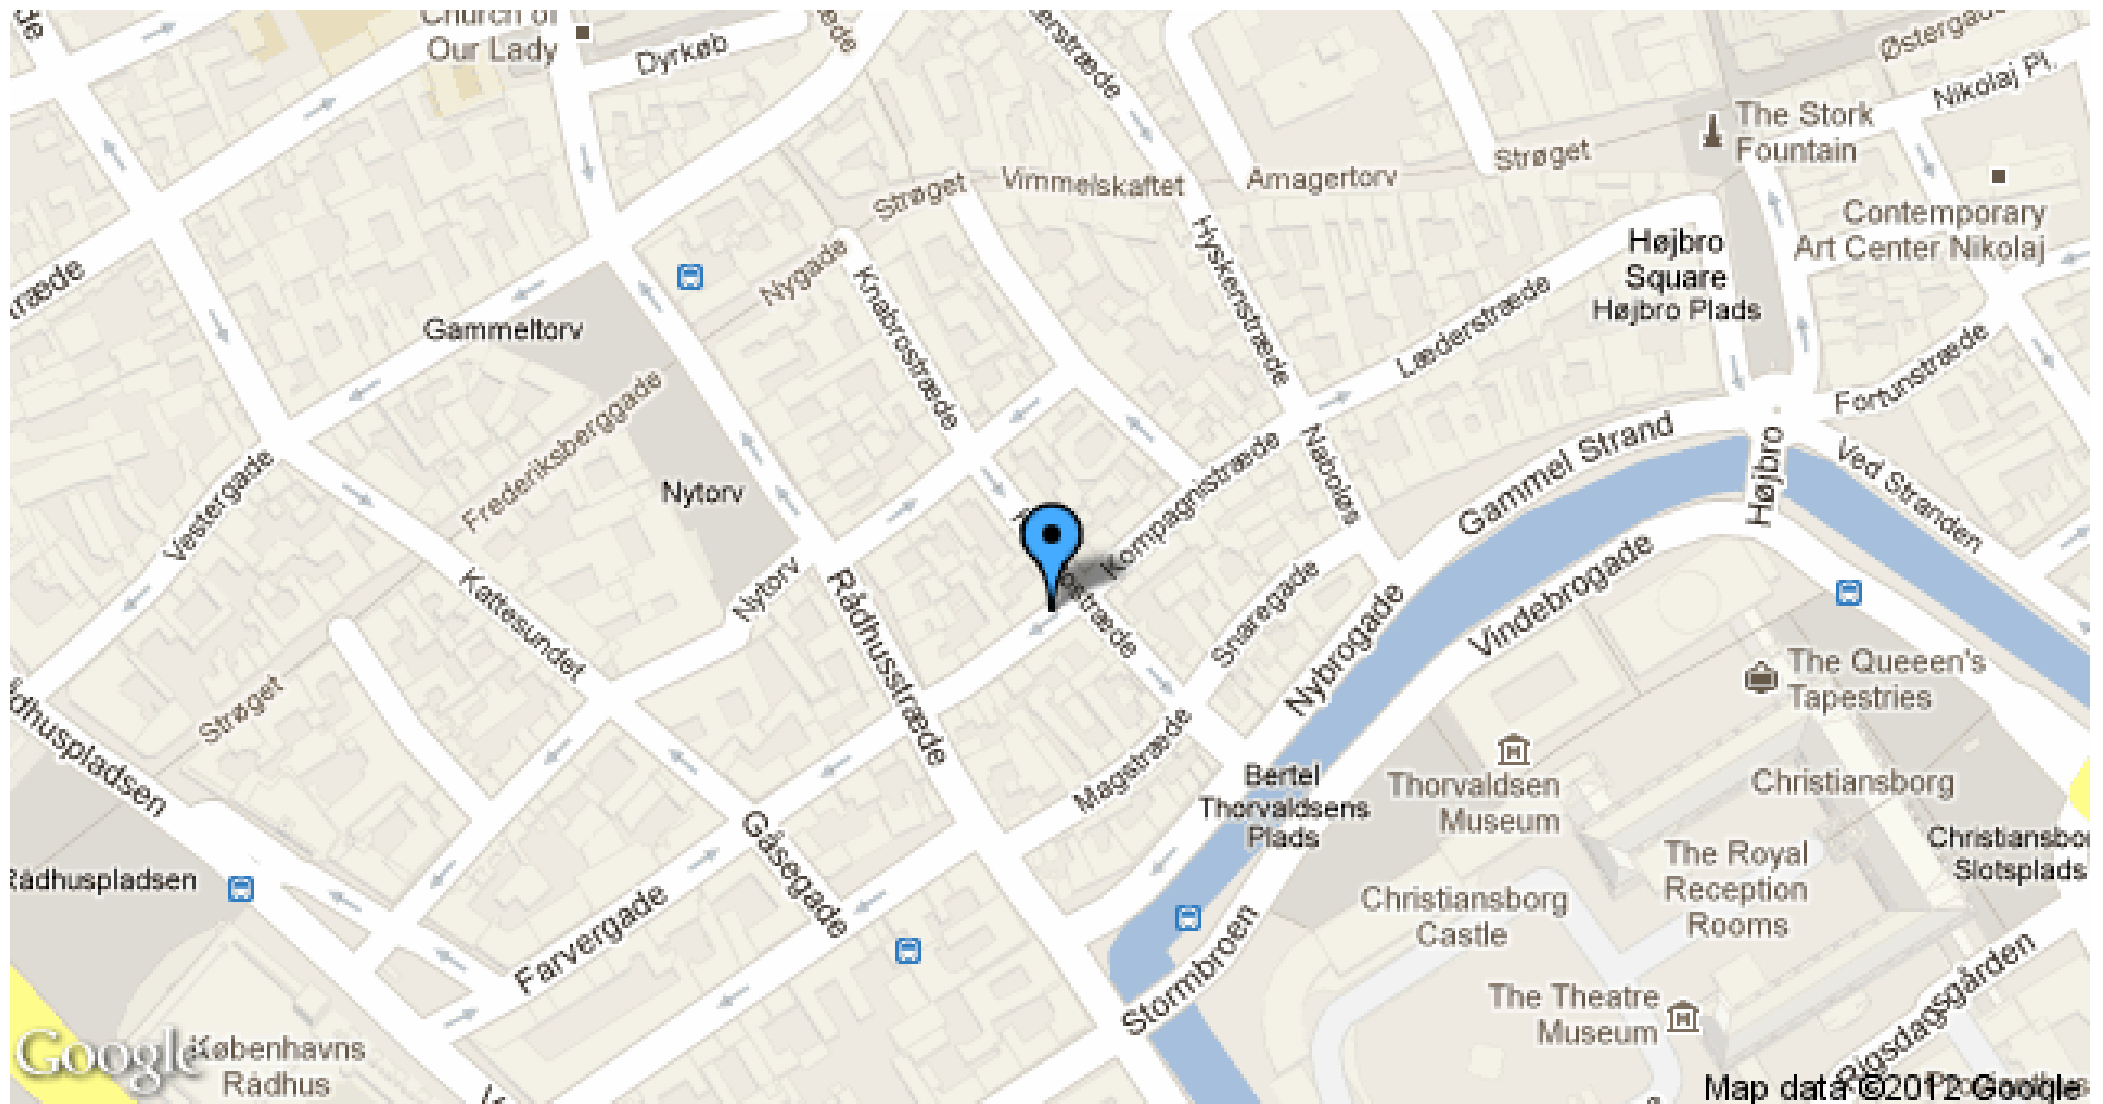 Church of
Our Lady
Dyrkøb
Østergade
Nikolaj Pl.
The Stork
Fountain
Strøget
Amagertorv
Vimmelskaftet
Strøget
Contemporary
Art Center Nikolaj
Højbro
Square
Højbro Plads
Hyskenstræde
Nygade
Knabrostræde
Læderstræde
Gammeltorv
Frederiksberggade
Fortunstræde
Gammel Strand
Højbro
Ved Stranden
Vestergade
Nytorv
Naboløs
Kompagnistræde
Nytorv
Kattesundet
Rådhusstræde
Snaregade
Nybrogade
Vindebrogade
The Queeen's
Tapestries
Strøget
Magstræde
Bertel
Thorvaldsens
Plads
Thorvaldsen
Museum
Christiansborg
Gåsegade
The Royal
Reception
Rooms
Slotsplads
Farvergade
Christiansborg
Castle
Stormbroen
The Theatre
Museum
Rigsdagsgården
Google
Københavns
Rådhus
Map data ©2012 Google